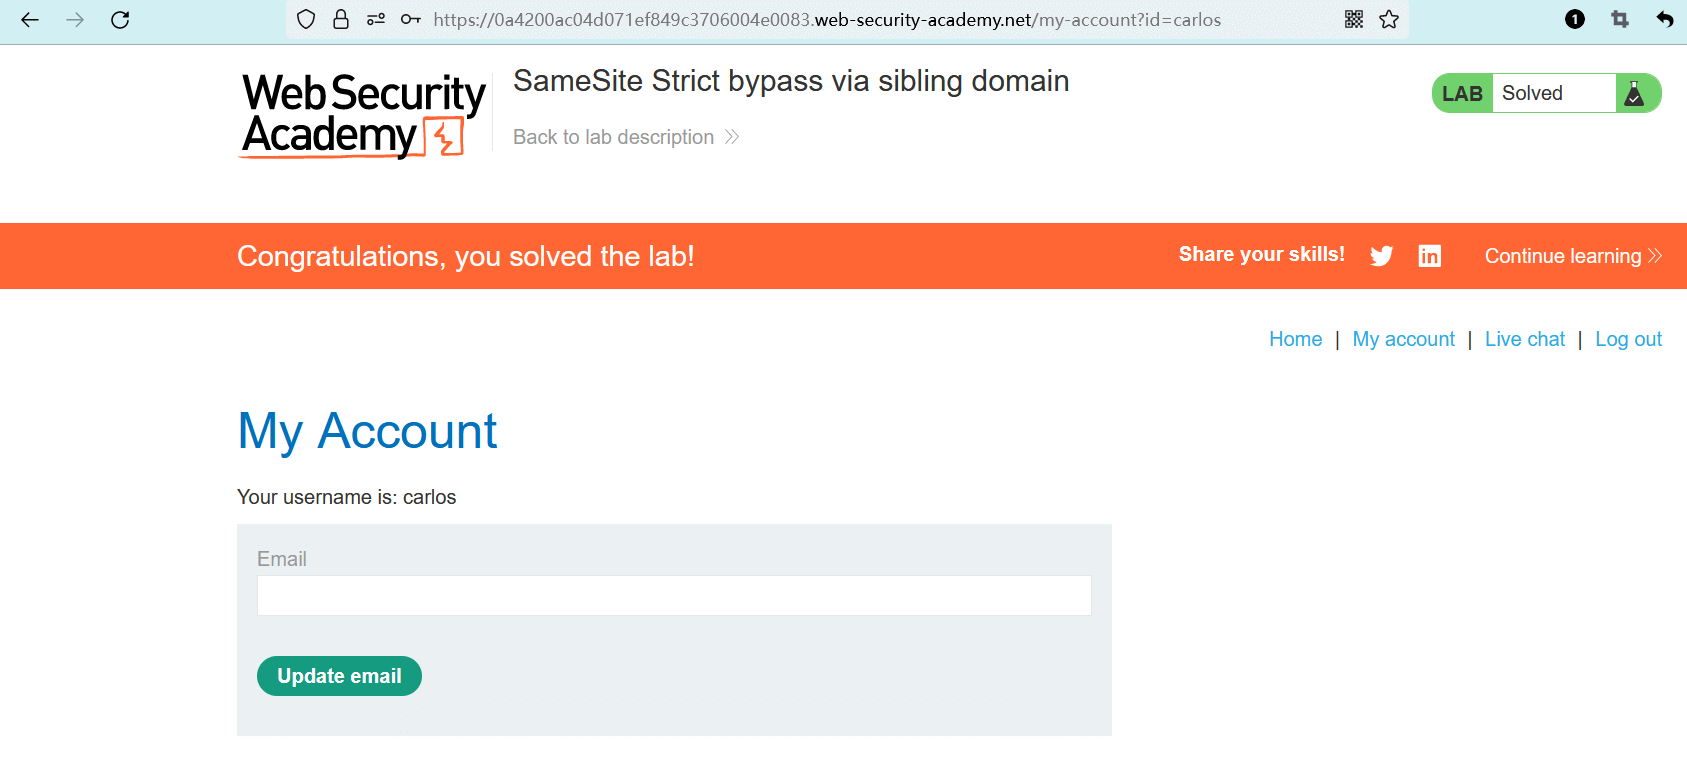 https://0a4200ac04d071ef849c3706004e0083.web-security-academy.net/my-account?id=carlos
1
Web Security
Academy
SameSite Strict bypass via sibling domain
Back to lab description
LAB Solved
Congratulations, you solved the lab!
Share your skills!
in
Continue learning
Home | My account | Live chat | Log out
My Account
Your username is: carlos
Email
Update email